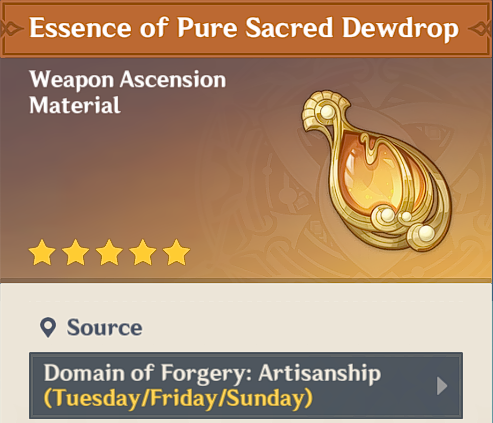 Essence of Pure Sacred Dewdrop
Weapon Ascension
Material
Source
Domain of Forgery: Artisanship
(Tuesday/Friday/Sunday)